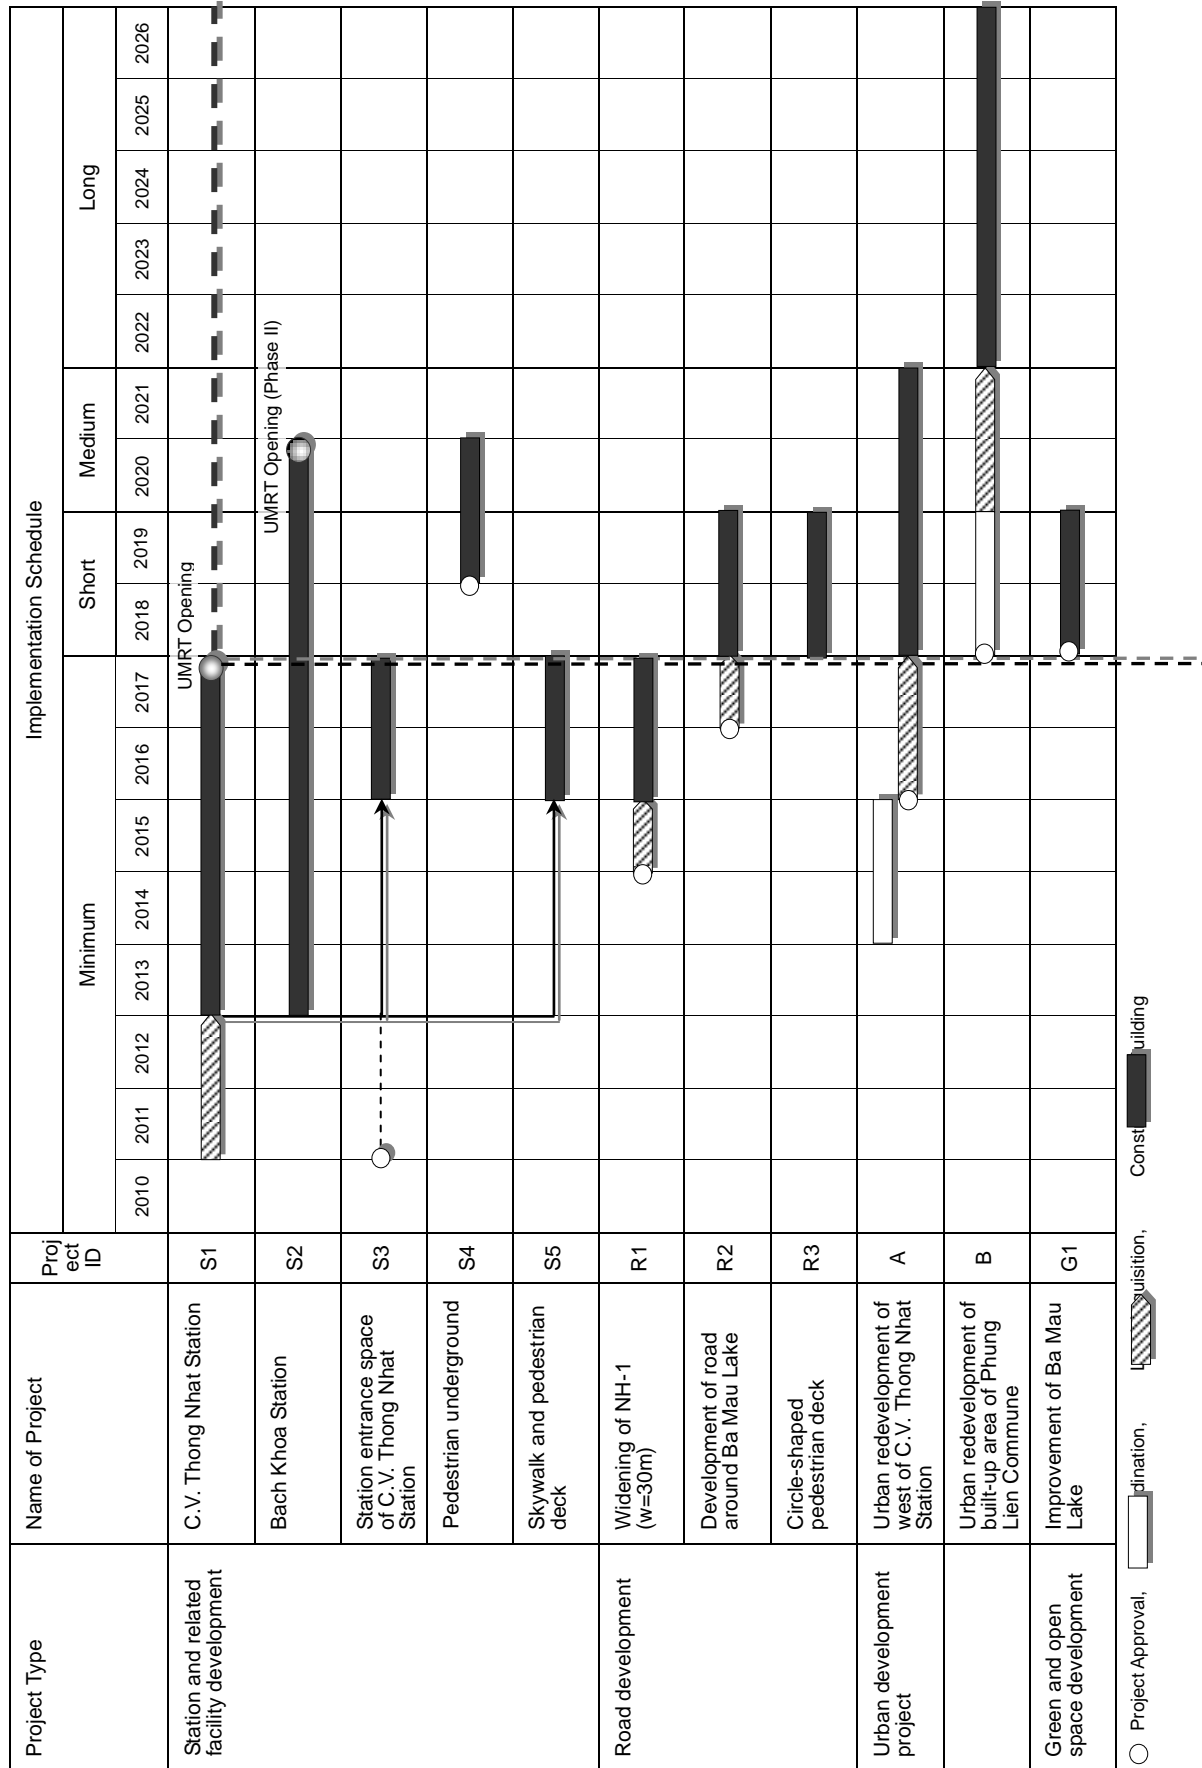 Project Type
Name of Project
Proj
ect
ID
Implementation Schedule
Minimum
Short
Medium
Long
2010
2011
2012
2013
2014
2015
2016
2017
2018
2019
2020
2021
2022
2023
2024
2025
2026
Station and related
facility development
C.V. Thong Nhat Station
S1
UMRT Opening
Bach Khoa Station
S2
UMRT Opening (Phase II)
Station entrance space
of C.V. Thong Nhat
Station
S3
Pedestrian underground
S4
Skywalk and pedestrian
deck
S5
Road development
Widening of NH-1
(w=30m)
R1
Development of road
around Ba Mau Lake
R2
Circle-shaped
pedestrian deck
R3
Urban development
project
Urban redevelopment of
west of C.V. Thong Nhat
Station
A
Urban redevelopment of
built-up area of Phung
Lien Commune
B
Green and open
space development
Improvement of Ba Mau
Lake
G1
Project Approval, dination, uisition, Const uilding